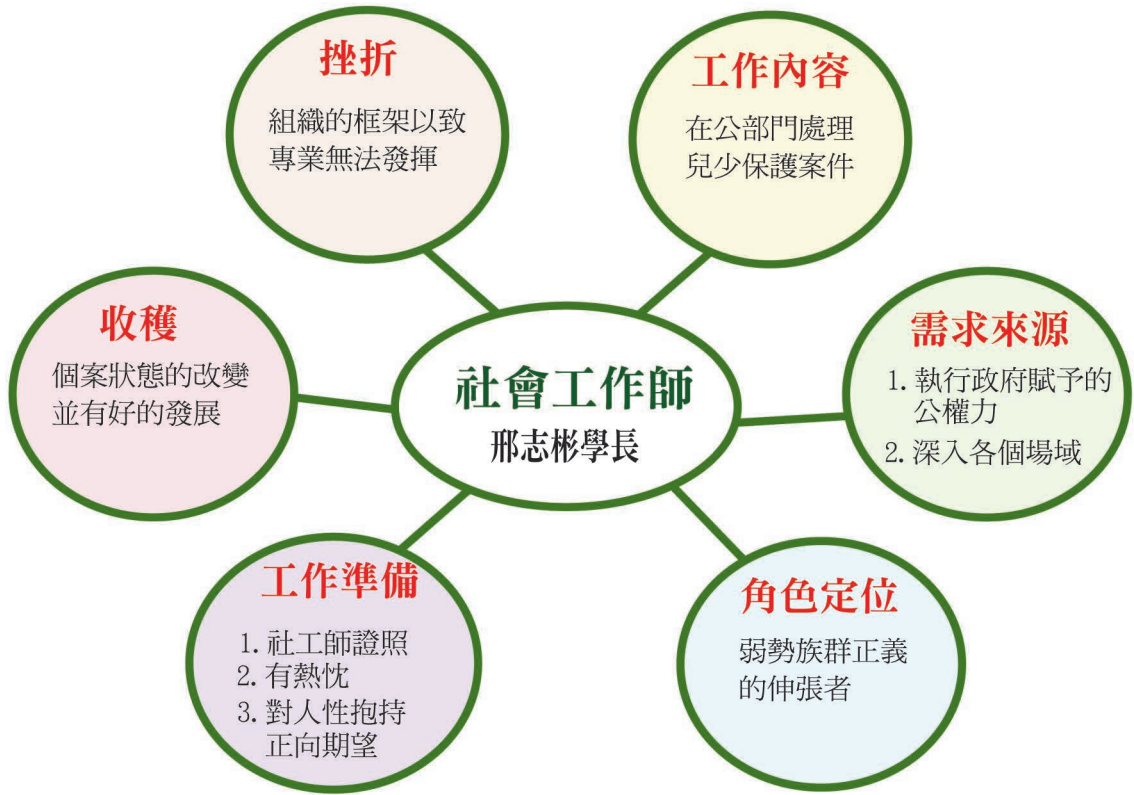 挫折
組織的框架以致
專業無法發揮
工作內容
在公部門處理
兒少保護案件
收穫
個案狀態的改變
並有好的發展
社會工作師
邢志彬學長
需求來源
1. 執行政府賦予的
公權力
2. 深入各個場域
工作準備
1. 社工師證照
2. 有熱忱
3. 對人性抱持
正向期望
角色定位
弱勢族群正義
的伸張者